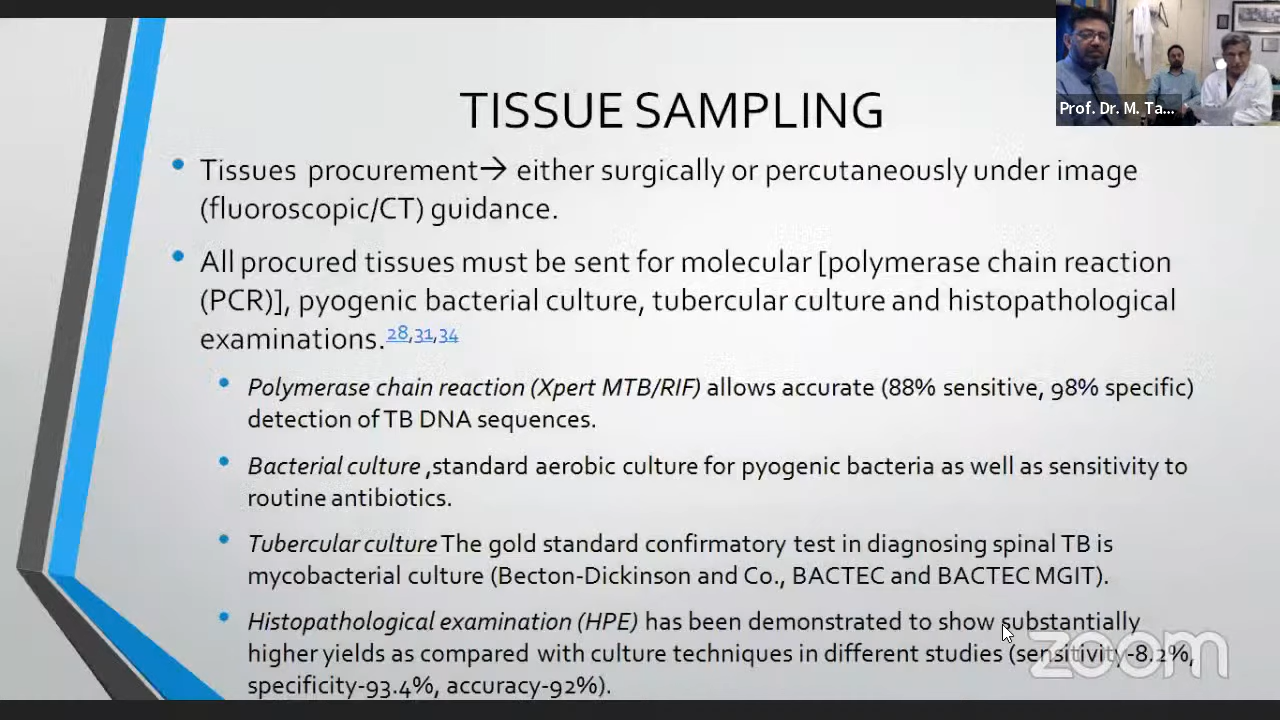 Prof. Dr. M. Ta...
TISSUE SAMPLING
• Tissues procurement→ either surgically or percutaneously under image
(fluoroscopic/CT) guidance.
• All procured tissues must be sent for molecular [polymerase chain reaction
(PCR)], pyogenic bacterial culture, tubercular culture and histopathological
examinations.28,31,34
• Polymerase chain reaction (Xpert MTB/RIF) allows accurate (88% sensitive, 98% specific)
detection of TB DNA sequences.
• Bacterial culture ,standard aerobic culture for pyogenic bacteria as well as sensitivity to
routine antibiotics.
• Tubercular culture The gold standard confirmatory test in diagnosing spinal TB is
mycobacterial culture (Becton-Dickinson and Co., BACTEC and BACTEC MGIT).
• Histopathological examination (HPE) has been demonstrated to show substantially
higher yields as compared with culture techniques in different studies (sensitivity-8.2%,
specificity-93.4%, accuracy-92%).
zoom